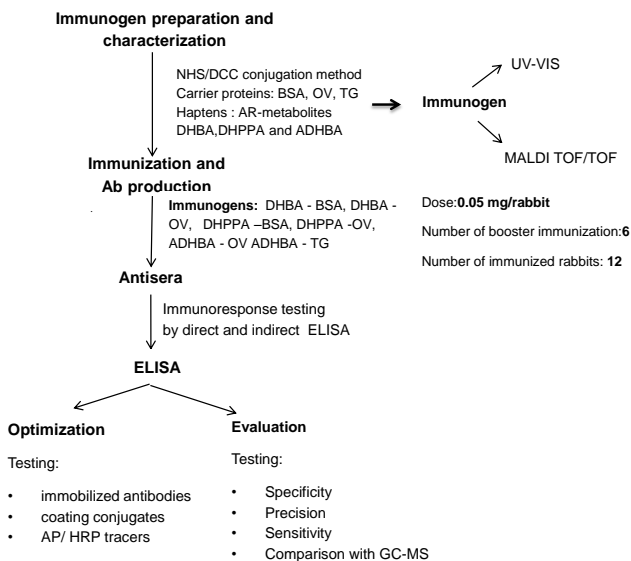 Immunogen preparation and
characterization
NHS/DCC conjugation method
Carrier proteins: BSA, OV, TG
Haptens : AR-metabolites
DHBA,DHPPA and ADHBA
Immunogen
UV-VIS
MALDI TOF/TOF
Immunization and
Ab production
Immunogens: DHBA - BSA, DHBA -
OV, DHPPA –BSA, DHPPA -OV,
ADHBA - OV ADHBA - TG
Dose:0.05 mg/rabbit
Number of booster immunization:6
Number of immunized rabbits: 12
Antisera
Immunoresponse testing
by direct and indirect ELISA
ELISA
Optimization
Testing:
• immobilized antibodies
• coating conjugates
• AP/ HRP tracers
Evaluation
Testing:
• Specificity
• Precision
• Sensitivity
• Comparison with GC-MS